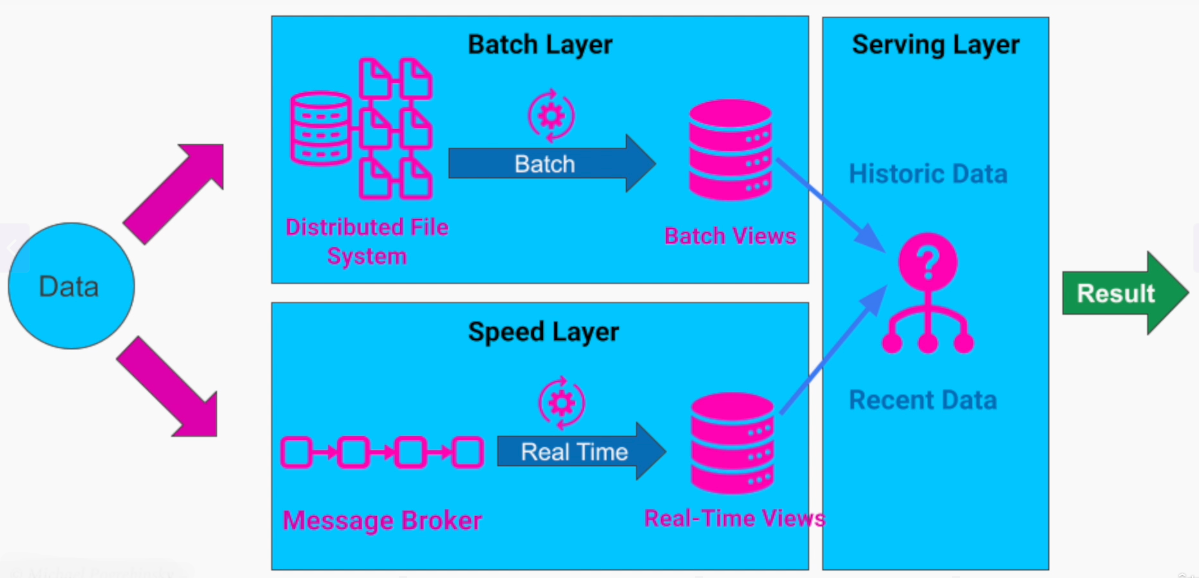 Batch Layer
Serving Layer
Batch
Historic Data
Distributed File
System
Batch Views
?
Data
Result
Speed Layer
Recent Data
Real Time
Message Broker
Real-Time Views